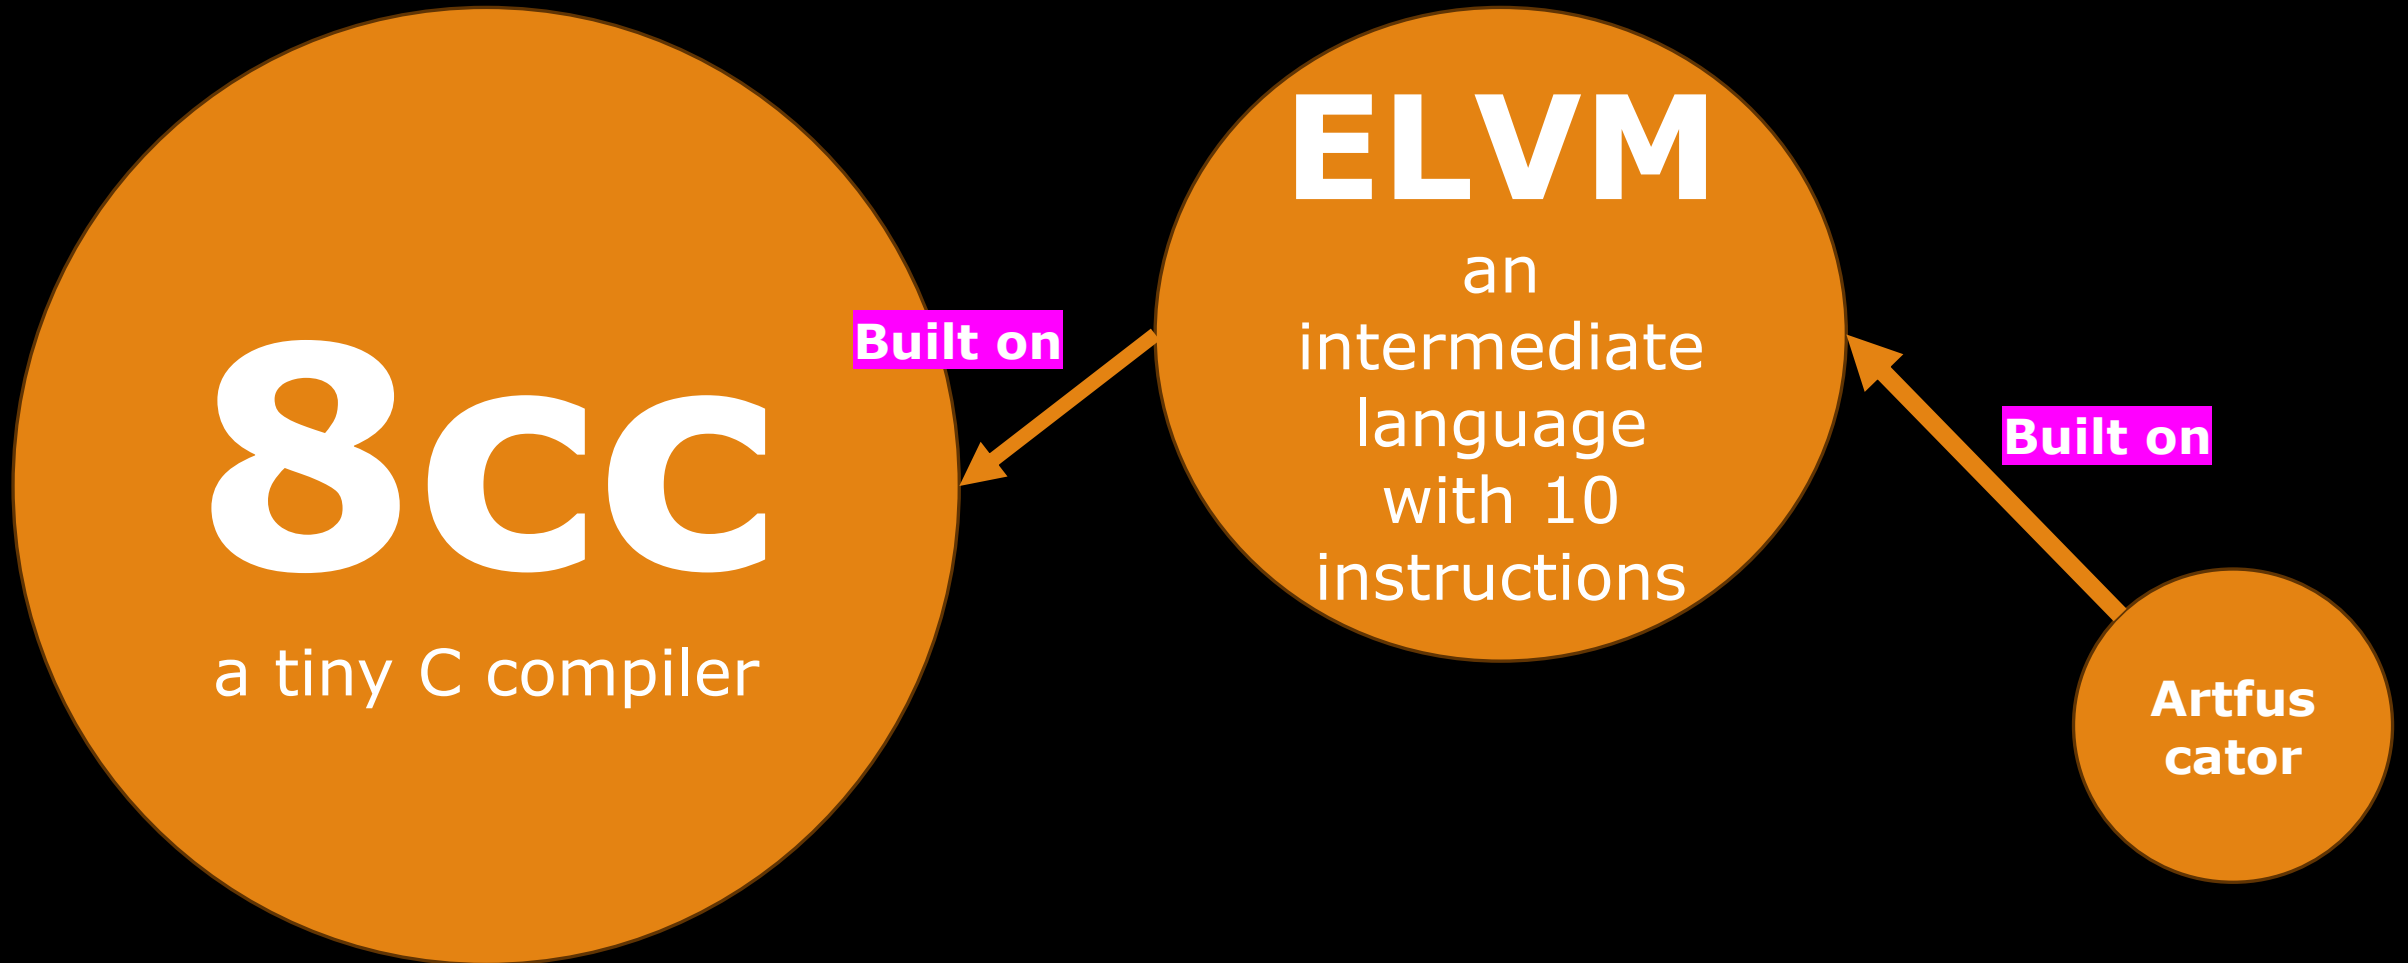 8cc
a tiny C compiler
Built on
ELVM
an
intermediate
language
with 10
instructions
Built on
Artfus
cator